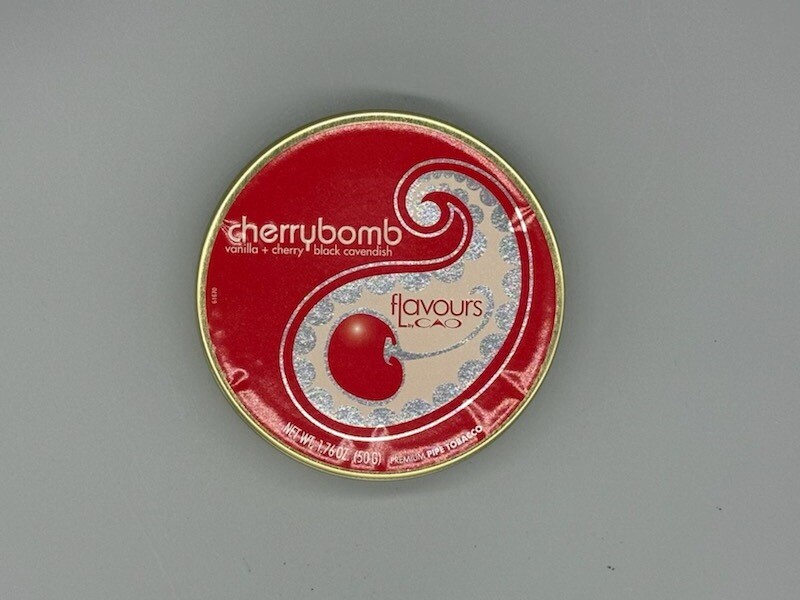 cherrybomb
vanilla + cherry black cavendish
fLavours
by CAO
NET WT. 1.76 OZ. (50 G) PREMIUM PIPE TOBACCO